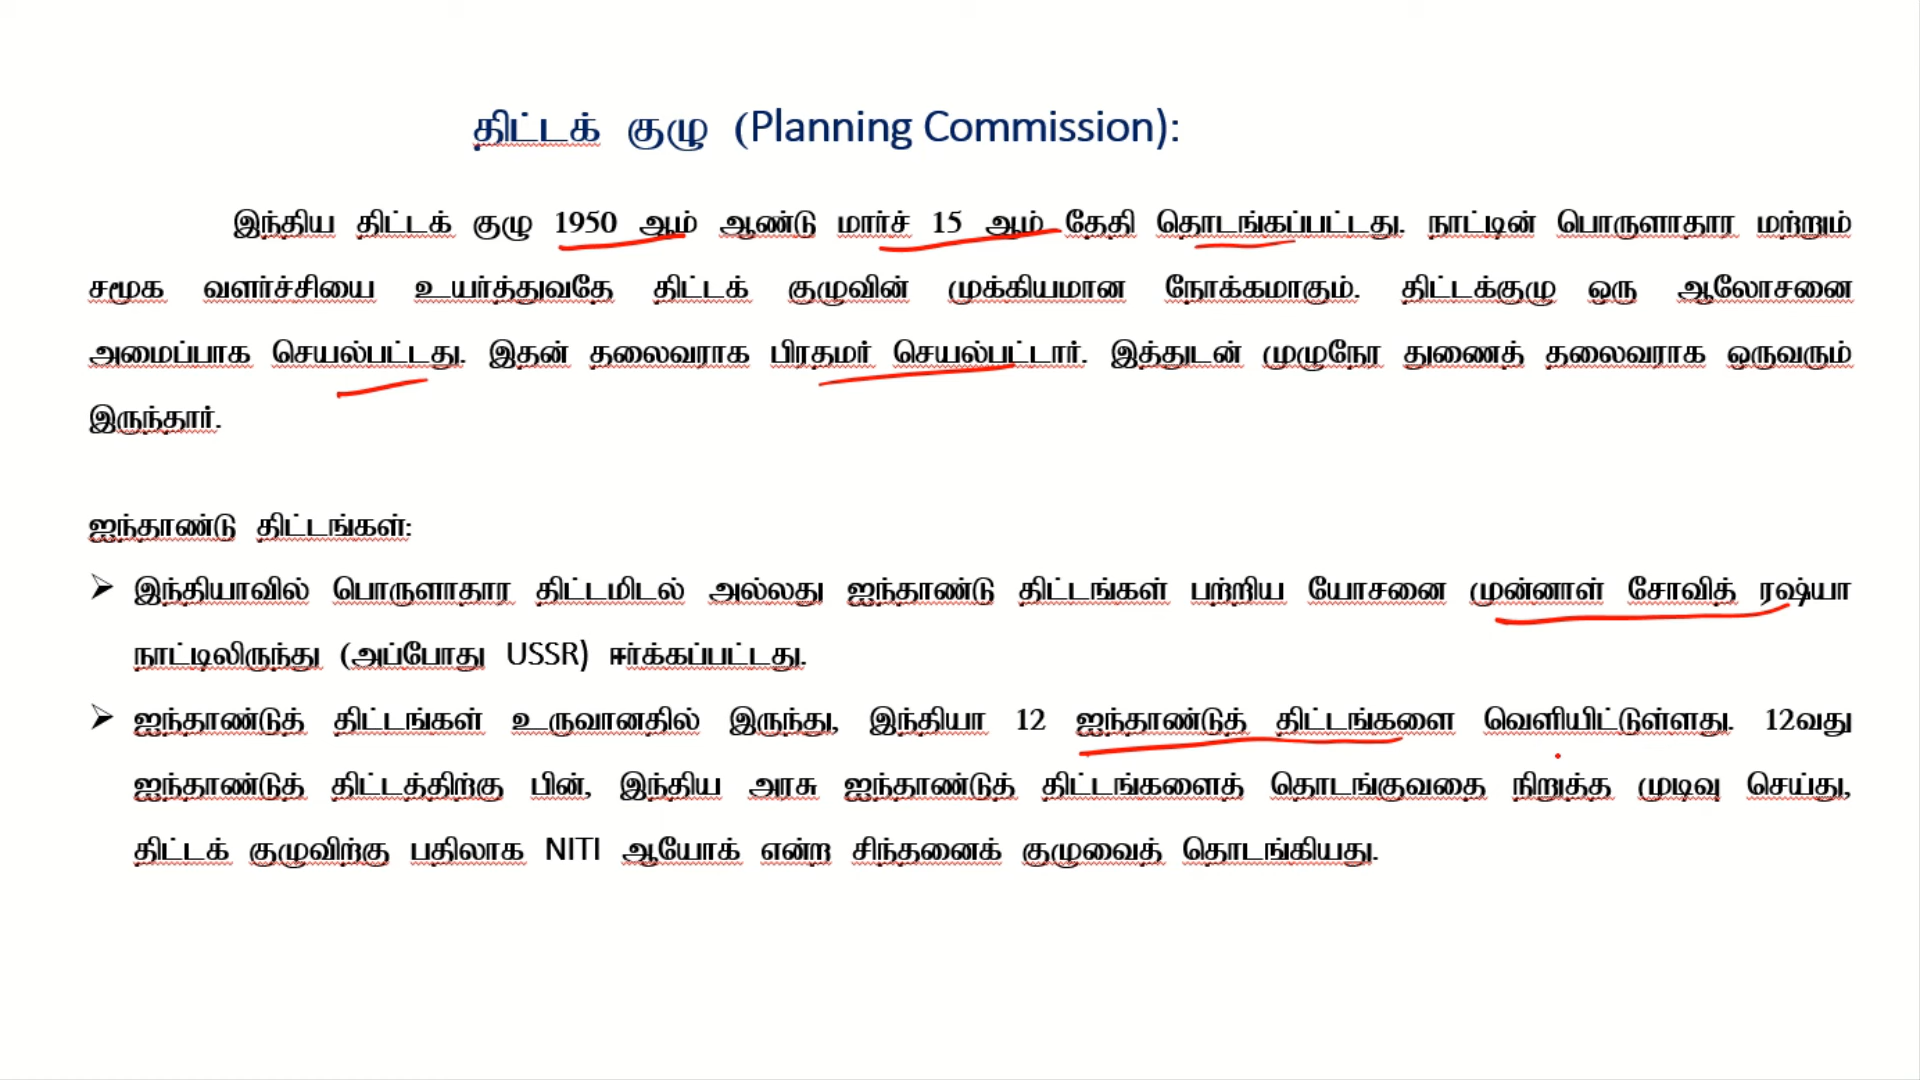 திட்டக் குழு (Planning Commission):
இந்திய திட்டக் குழு 1950 ஆம் ஆண்டு மார்ச் 15 ஆம் தேதி தொடங்கப்பட்டது. நாட்டின் பொருளாதார மற்றும்
சமூக வளர்ச்சியை உயர்த்துவதே திட்டக் குழுவின் முக்கியமான நோக்கமாகும். திட்டக்குழு ஒரு ஆலோசனை
அமைப்பாக செயல்பட்டது. இதன் தலைவராக பிரதமர் செயல்பட்டார். இத்துடன் முழுநேர துணைத் தலைவராக ஒருவரும்
இருந்தார்.
ஐந்தாண்டு திட்டங்கள்:
➢ இந்தியாவில் பொருளாதார திட்டமிடல் அல்லது ஐந்தாண்டு திட்டங்கள் பற்றிய யோசனை முன்னாள் சோவித் ரஷ்யா
நாட்டிலிருந்து (அப்போது USSR) ஈர்க்கப்பட்டது.
➢ ஐந்தாண்டுத் திட்டங்கள் உருவானதில் இருந்து, இந்தியா 12 ஐந்தாண்டுத் திட்டங்களை வெளியிட்டுள்ளது. 12வது
ஐந்தாண்டுத் திட்டத்திற்கு பின், இந்திய அரசு ஐந்தாண்டுத் திட்டங்களைத் தொடங்குவதை நிறுத்த முடிவு செய்து,
திட்டக் குழுவிற்கு பதிலாக NITI ஆயோக் என்ற சிந்தனைக் குழுவைத் தொடங்கியது.